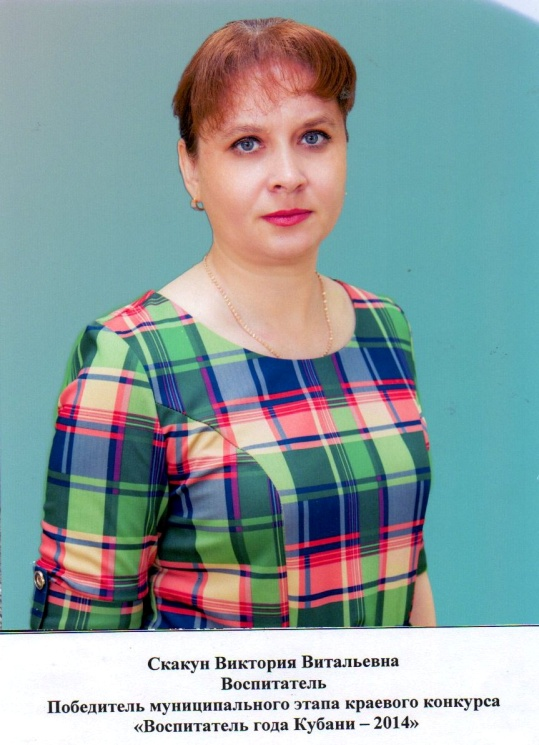 Скакун Виктория Витальевна
Воспитатель
Победитель муниципального этапа краевого конкурса
«Воспитатель года Кубани – 2014»